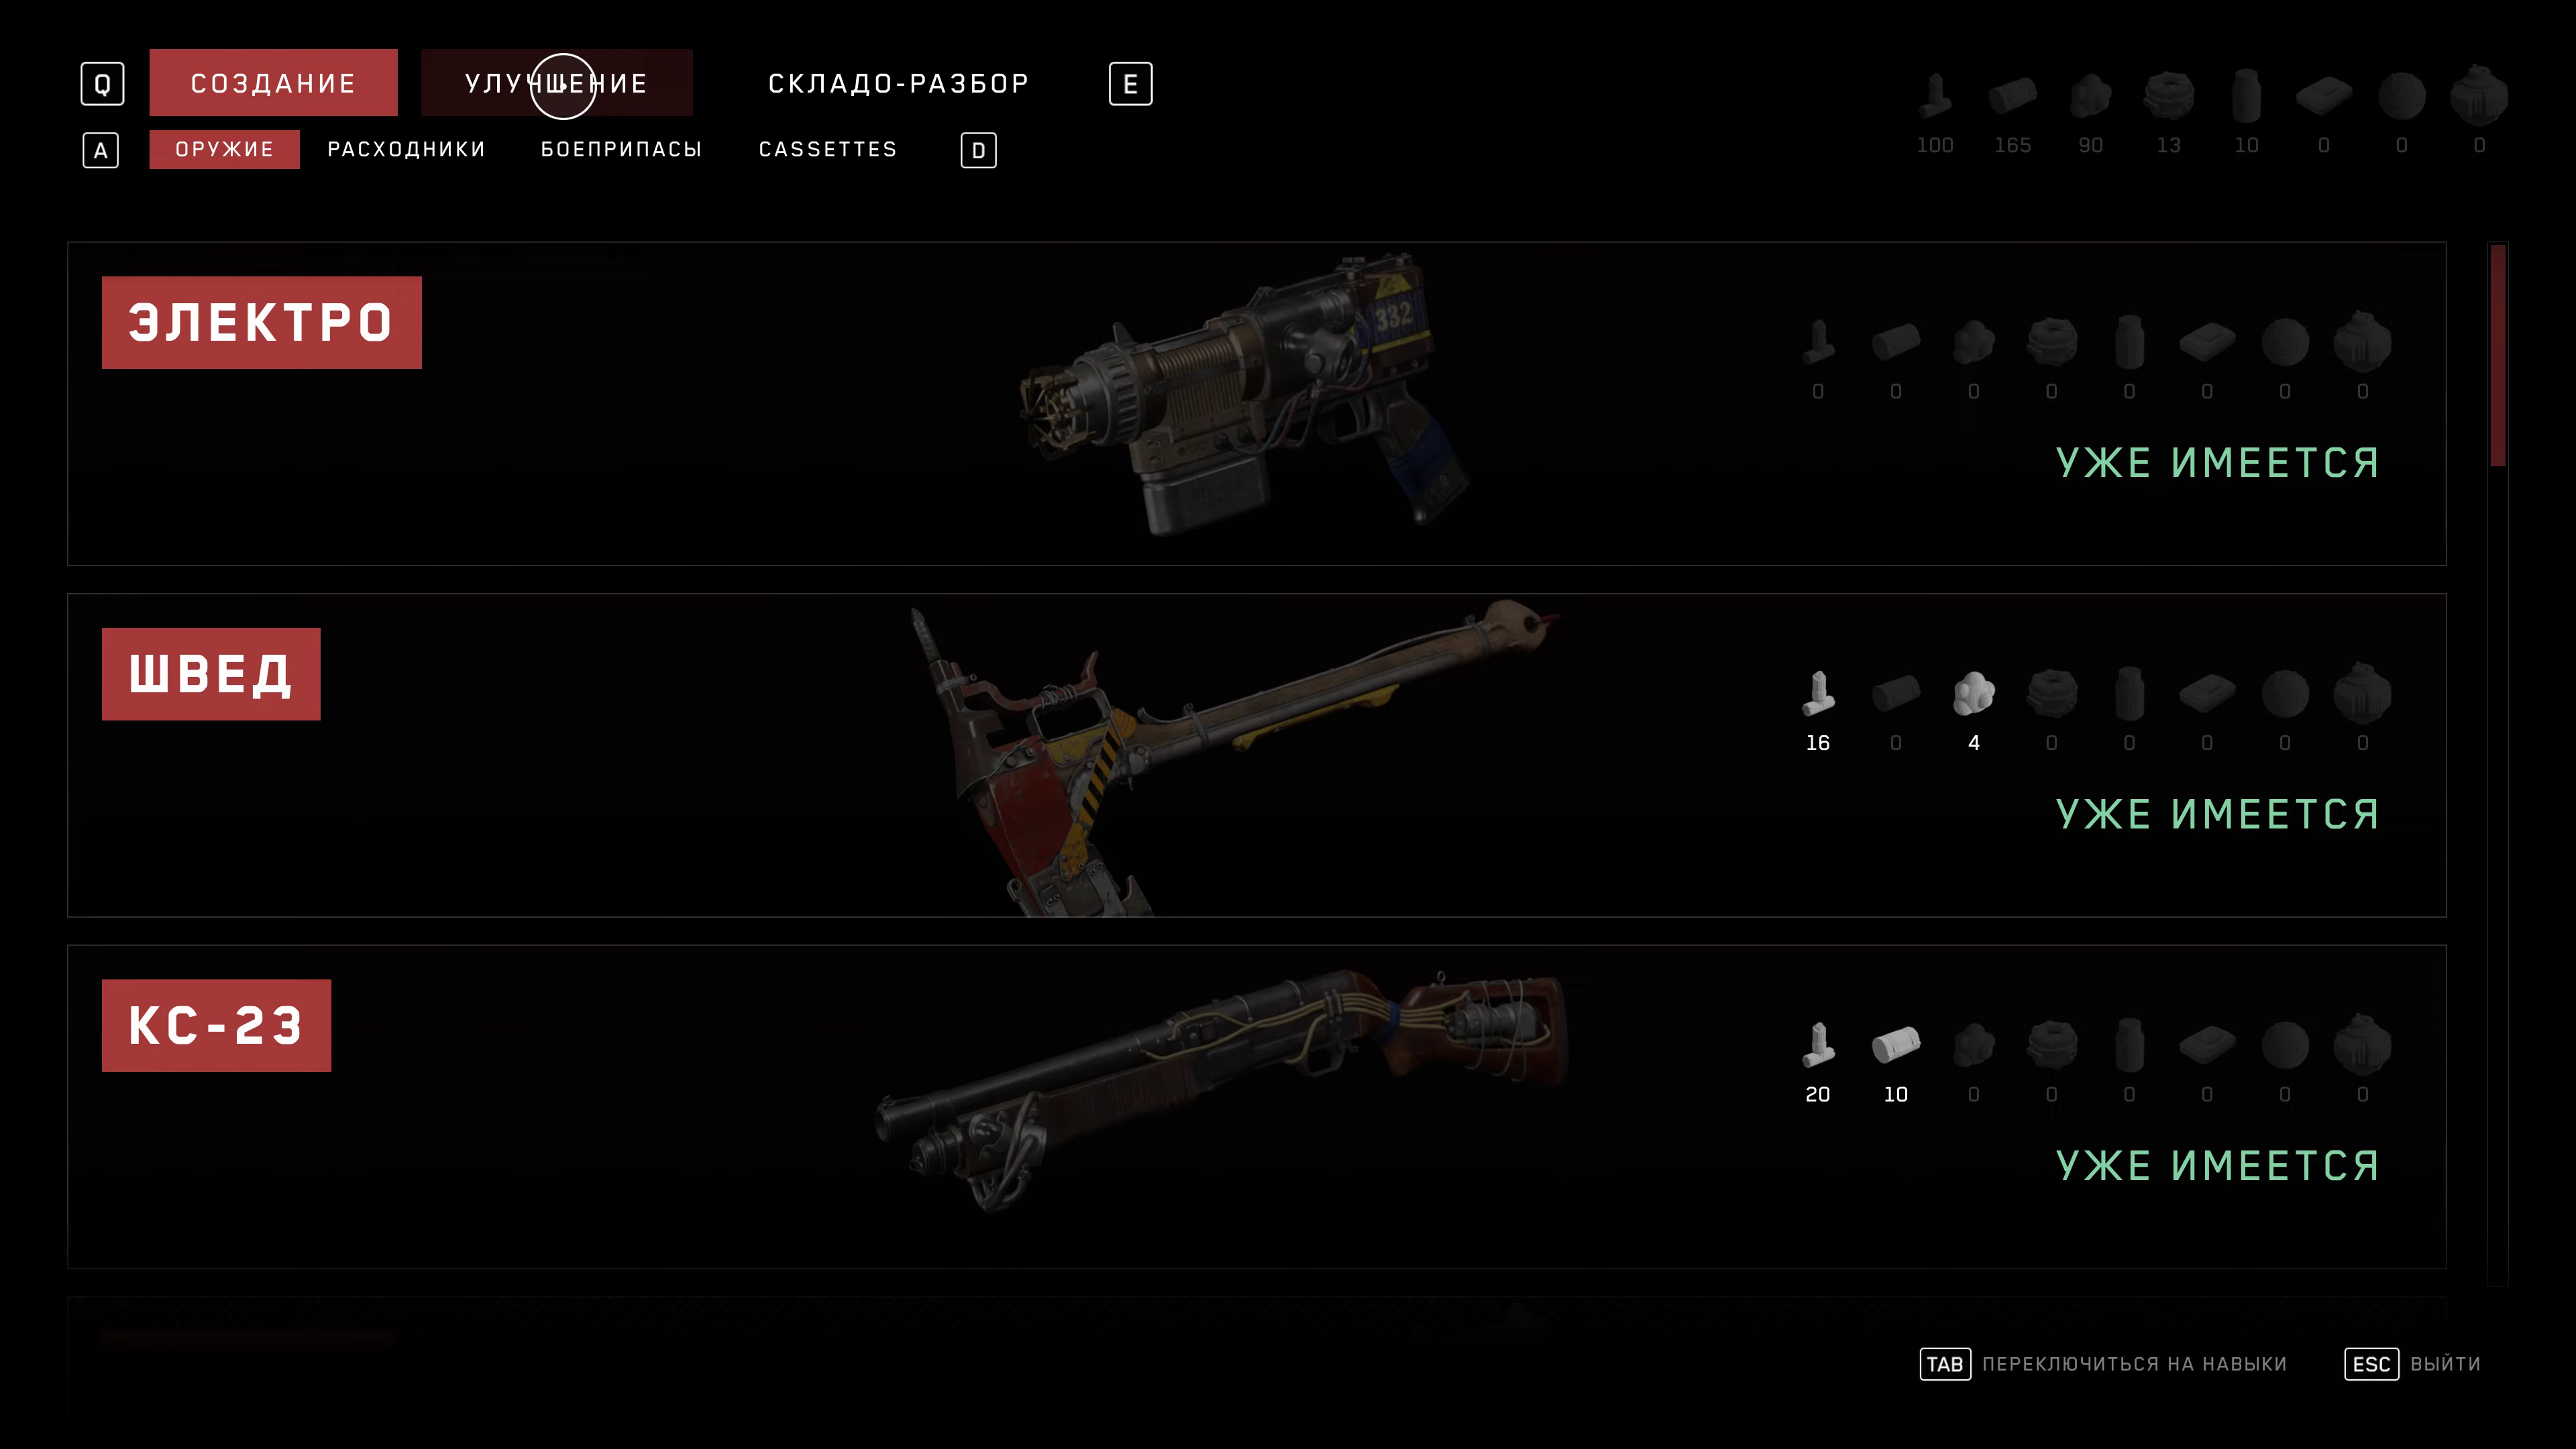 Q СОЗДАНИЕ УЛУЧШЕНИЕ СКЛАДО-РАЗБОР E
A ОРУЖИЕ РАСХОДНИКИ БОЕПРИПАСЫ CASSETTES D
100 165 90 13 10 0 0 0
ЭЛЕКТРО
332
0 0 0 0 0 0 0 0
УЖЕ ИМЕЕТСЯ
ШВЕД
16 0 4 0 0 0 0 0
УЖЕ ИМЕЕТСЯ
КС-23
20 10 0 0 0 0 0 0
УЖЕ ИМЕЕТСЯ
TAB ПЕРЕКЛЮЧИТЬСЯ НА НАВЫКИ ESC ВЫЙТИ